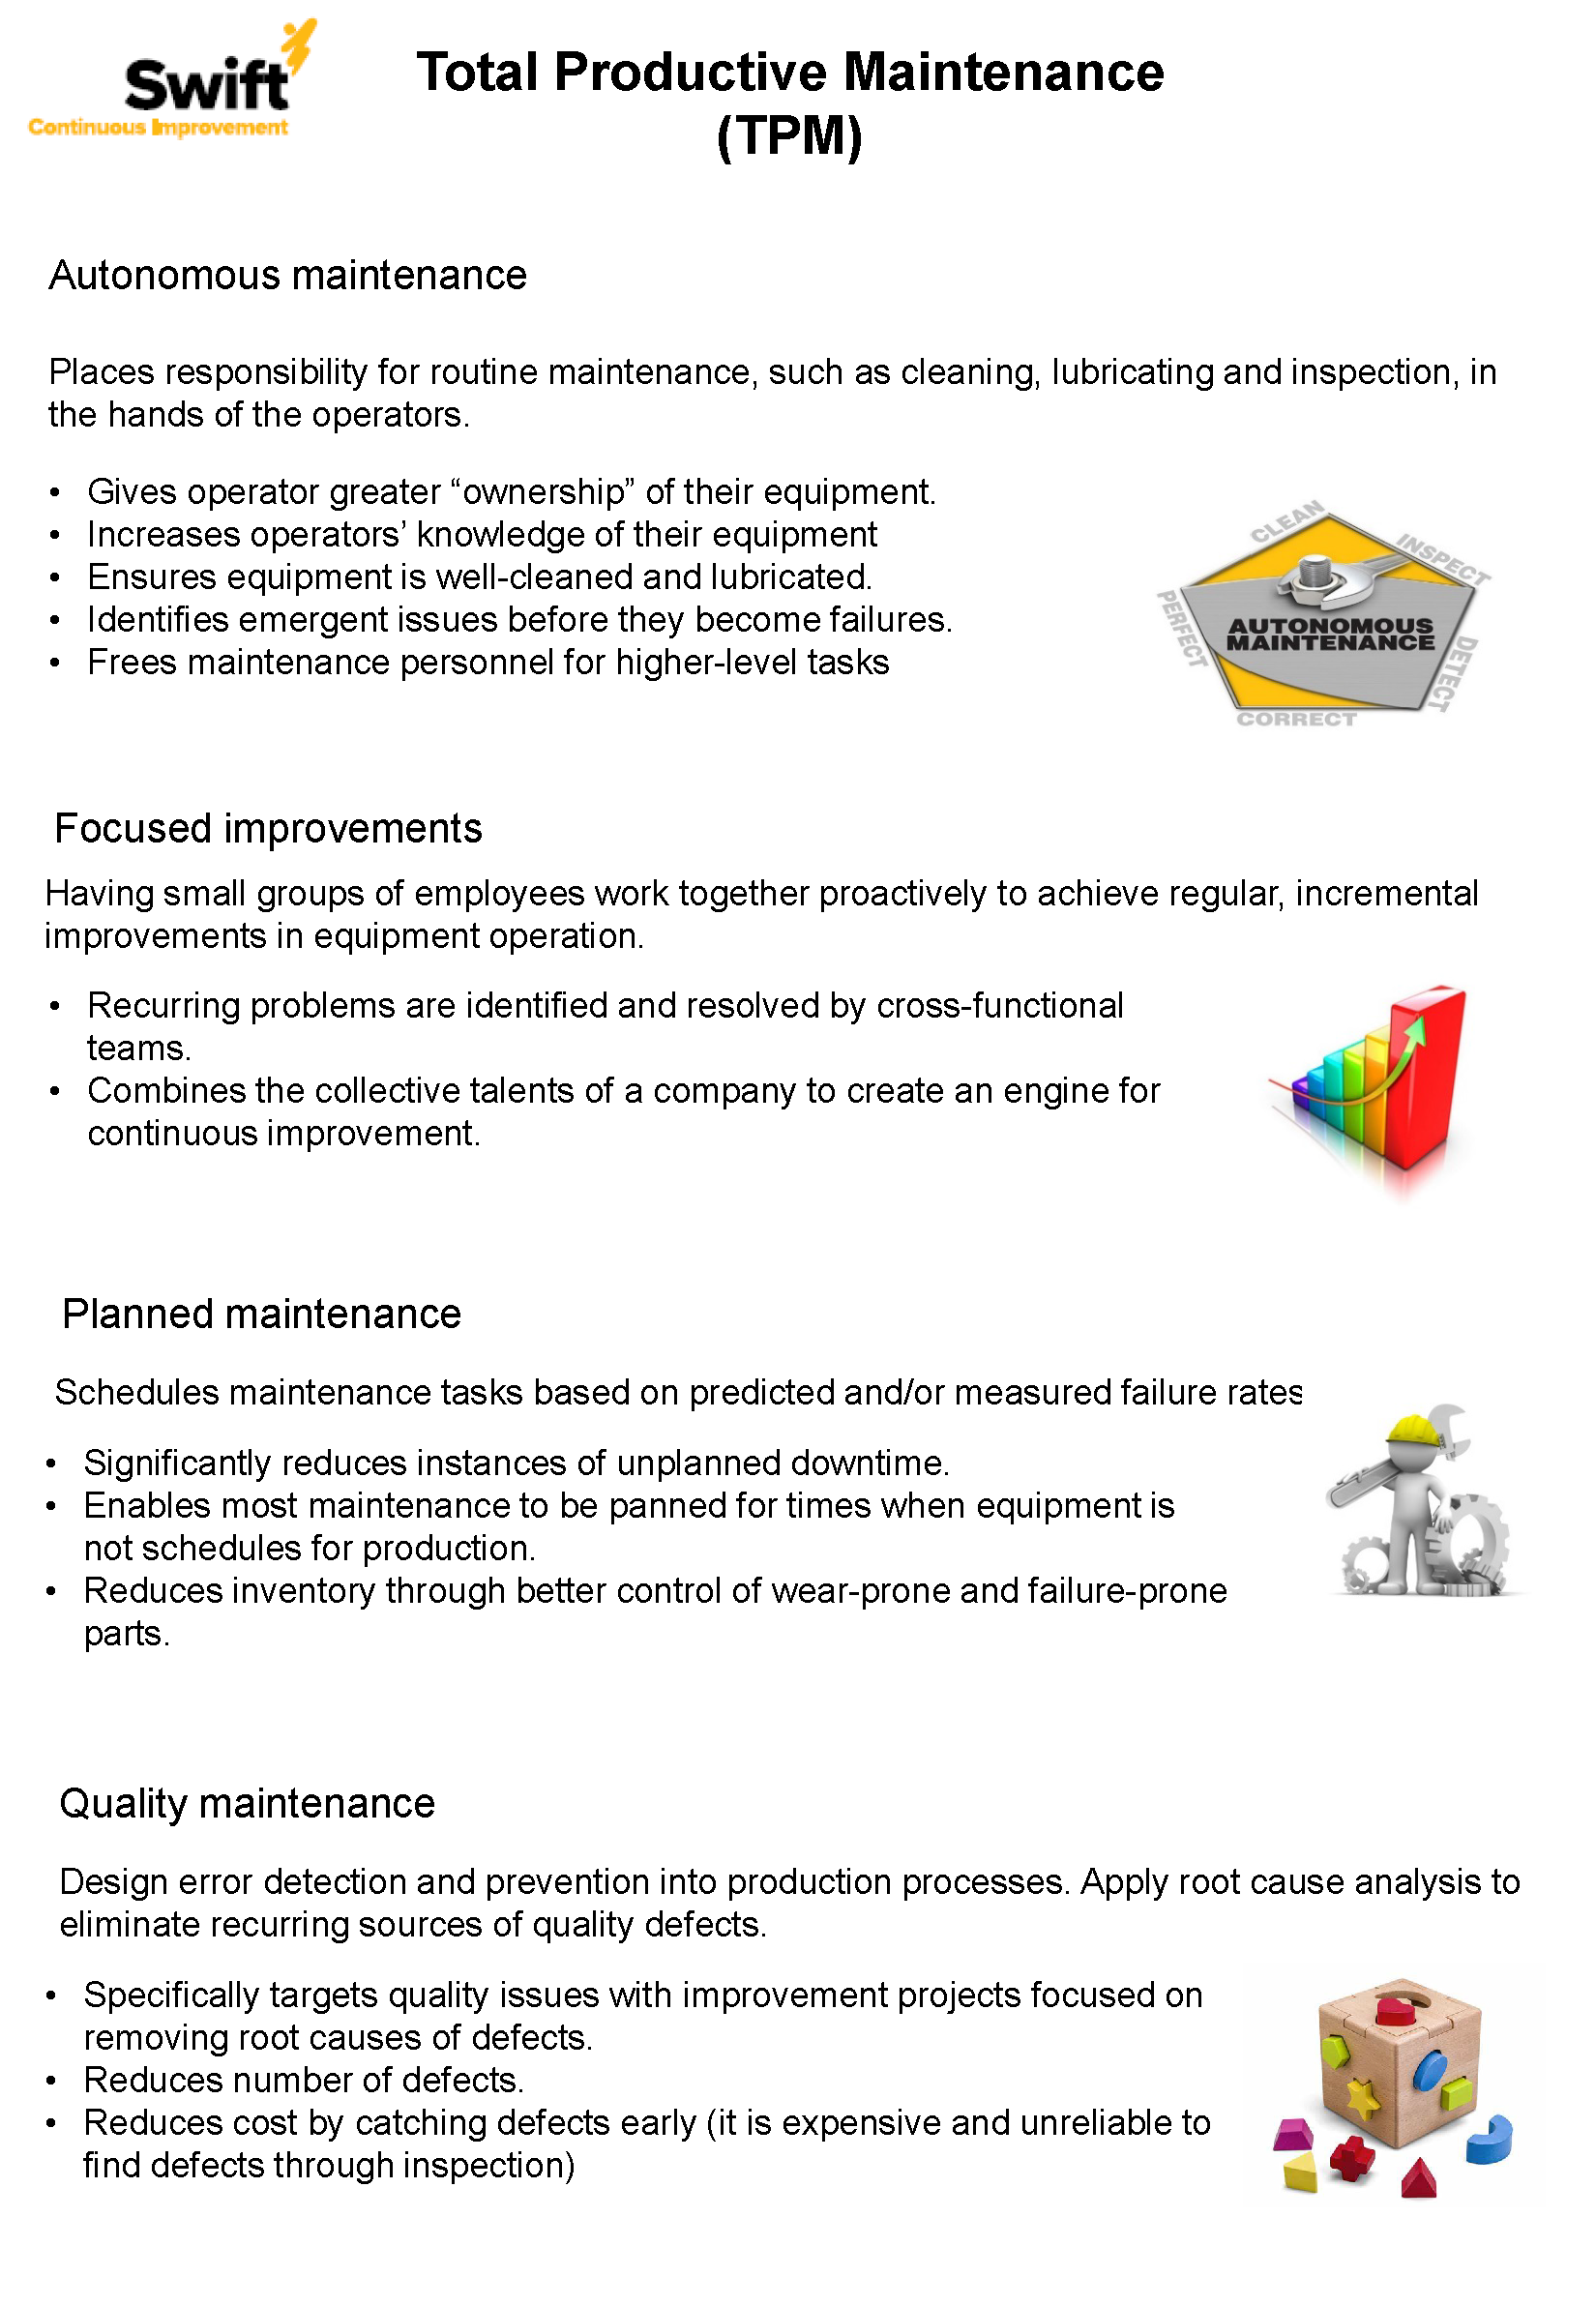 Swift
Continuous Improvement
Total Productive Maintenance
(TPM)
Autonomous maintenance
Places responsibility for routine maintenance, such as cleaning, lubricating and inspection, in
the hands of the operators.
• Gives operator greater “ownership” of their equipment.
• Increases operators’ knowledge of their equipment
• Ensures equipment is well-cleaned and lubricated.
• Identifies emergent issues before they become failures.
• Frees maintenance personnel for higher-level tasks
CLEAN
INSPECT
PERFECT
AUTONOMOUS
MAINTENANCE
DETECT
CORRECT
Focused improvements
Having small groups of employees work together proactively to achieve regular, incremental
improvements in equipment operation.
• Recurring problems are identified and resolved by cross-functional
teams.
• Combines the collective talents of a company to create an engine for
continuous improvement.
Planned maintenance
Schedules maintenance tasks based on predicted and/or measured failure rates
• Significantly reduces instances of unplanned downtime.
• Enables most maintenance to be panned for times when equipment is
not schedules for production.
• Reduces inventory through better control of wear-prone and failure-prone
parts.
Quality maintenance
Design error detection and prevention into production processes. Apply root cause analysis to
eliminate recurring sources of quality defects.
• Specifically targets quality issues with improvement projects focused on
removing root causes of defects.
• Reduces number of defects.
• Reduces cost by catching defects early (it is expensive and unreliable to
find defects through inspection)